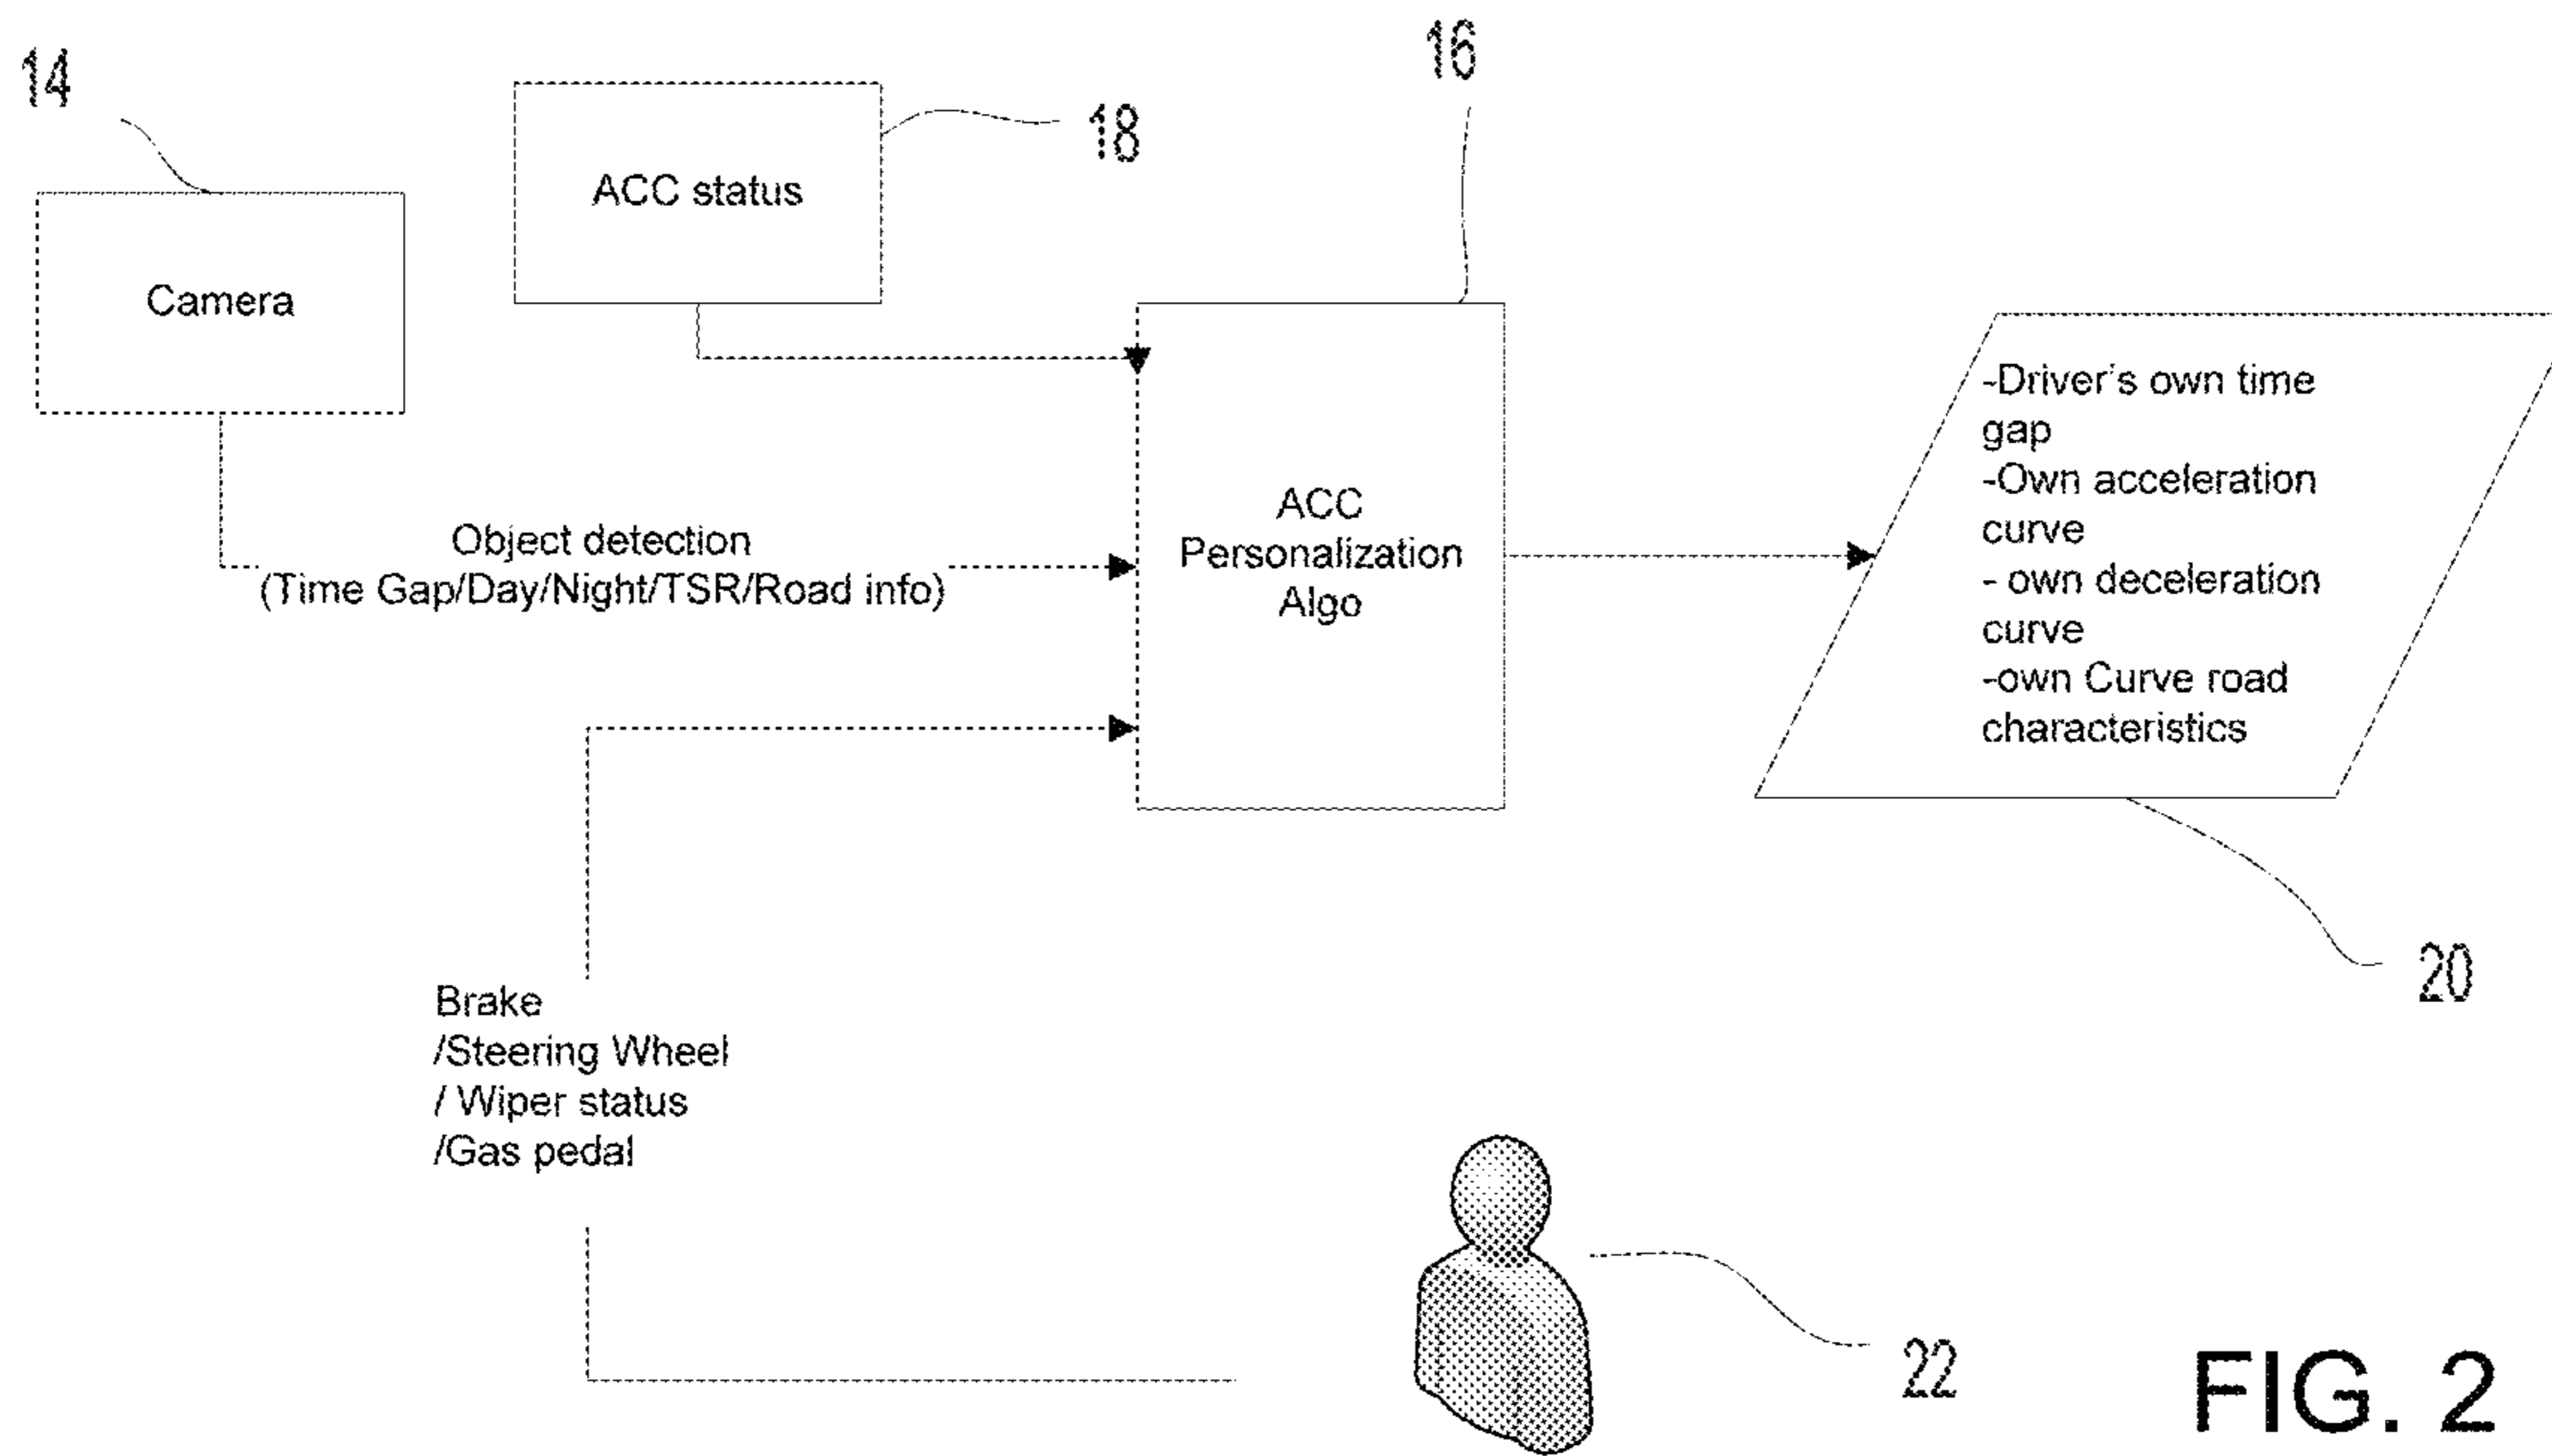 16
14
18
ACC status
Camera
-Driver's own time
gap
-Own acceleration
curve
- own deceleration
curve
-own Curve road
characteristics
ACC
Personalization
Algo
Object detection
(Time Gap/Day/Night/TSR/Road info)
20
Brake
/Steering Wheel
/ Wiper status
/Gas pedal
22
FIG. 2